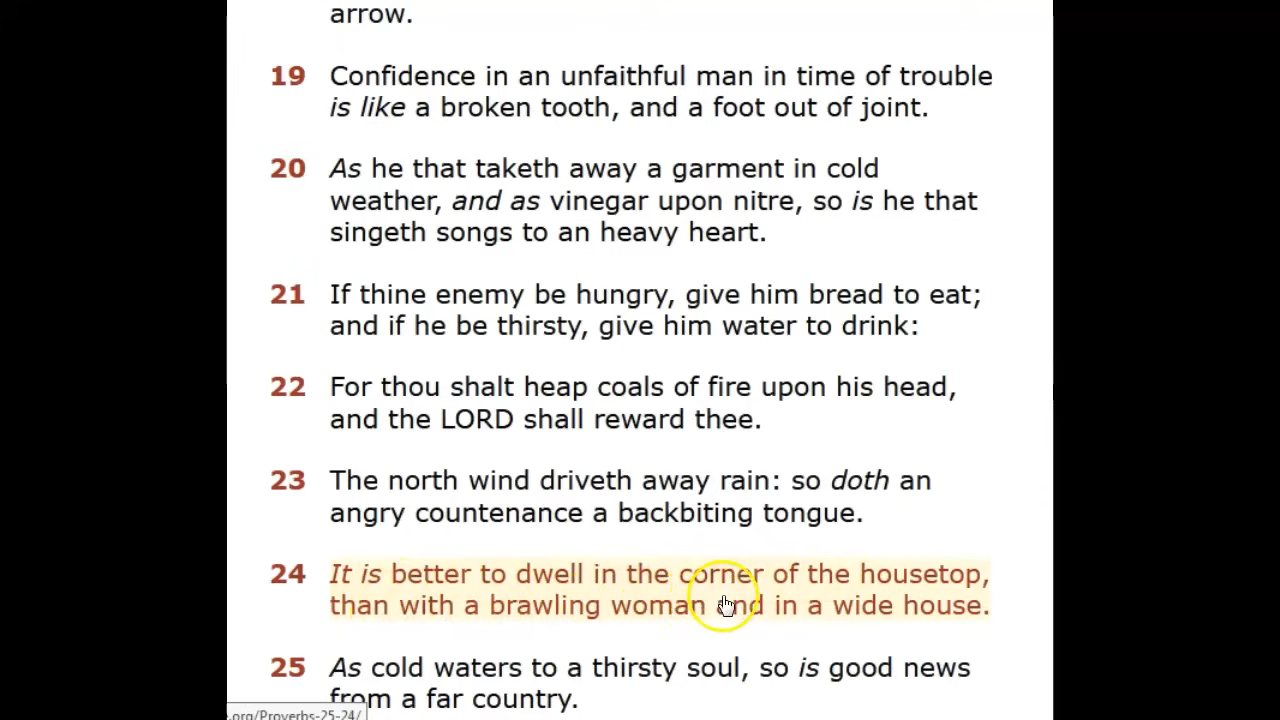 arrow.
19 Confidence in an unfaithful man in time of trouble
is like a broken tooth, and a foot out of joint.
20 As he that taketh away a garment in cold
weather, and as vinegar upon nitre, so is he that
singeth songs to an heavy heart.
21 If thine enemy be hungry, give him bread to eat;
and if he be thirsty, give him water to drink:
22 For thou shalt heap coals of fire upon his head,
and the LORD shall reward thee.
23 The north wind driveth away rain: so doth an
angry countenance a backbiting tongue.
24 It is better to dwell in the corner of the housetop,
than with a brawling woman and in a wide house.
25 As cold waters to a thirsty soul, so is good news
from a far country.
.org/Proverbs-25-24/